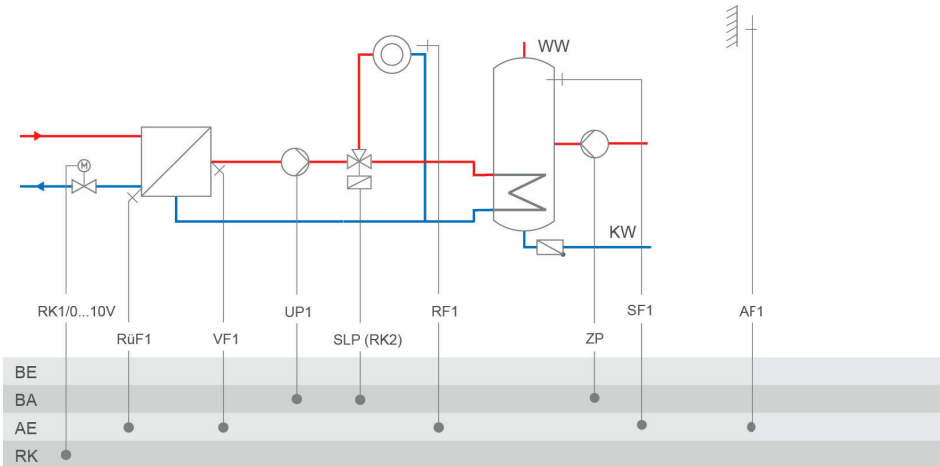 WW
M
KW
RK1/0...10V
UP1
RF1
SF1
AF1
RüF1
VF1
SLP (RK2)
ZP
BE
BA
AE
RK